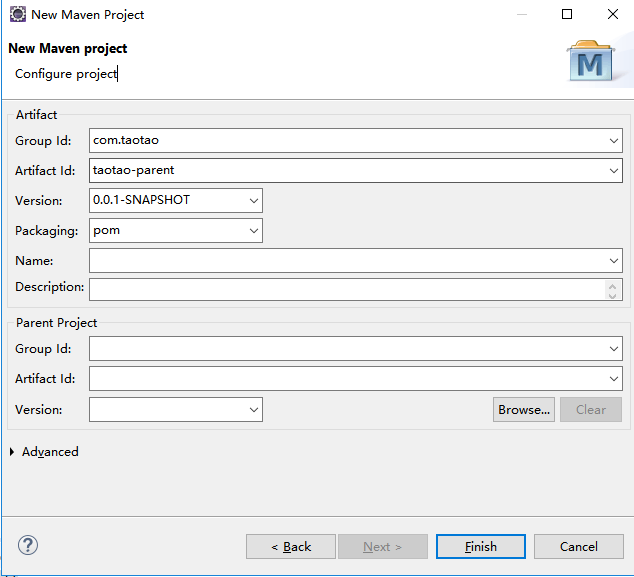 New Maven Project
New Maven project
Configure project
M
Artifact
Group Id: com.taotao
Artifact Id: taotao-parent
Version: 0.0.1-SNAPSHOT
Packaging: pom
Name:
Description:
Parent Project
Group Id:
Artifact Id:
Version: Browse... Clear
Advanced
? < Back Next > Finish Cancel